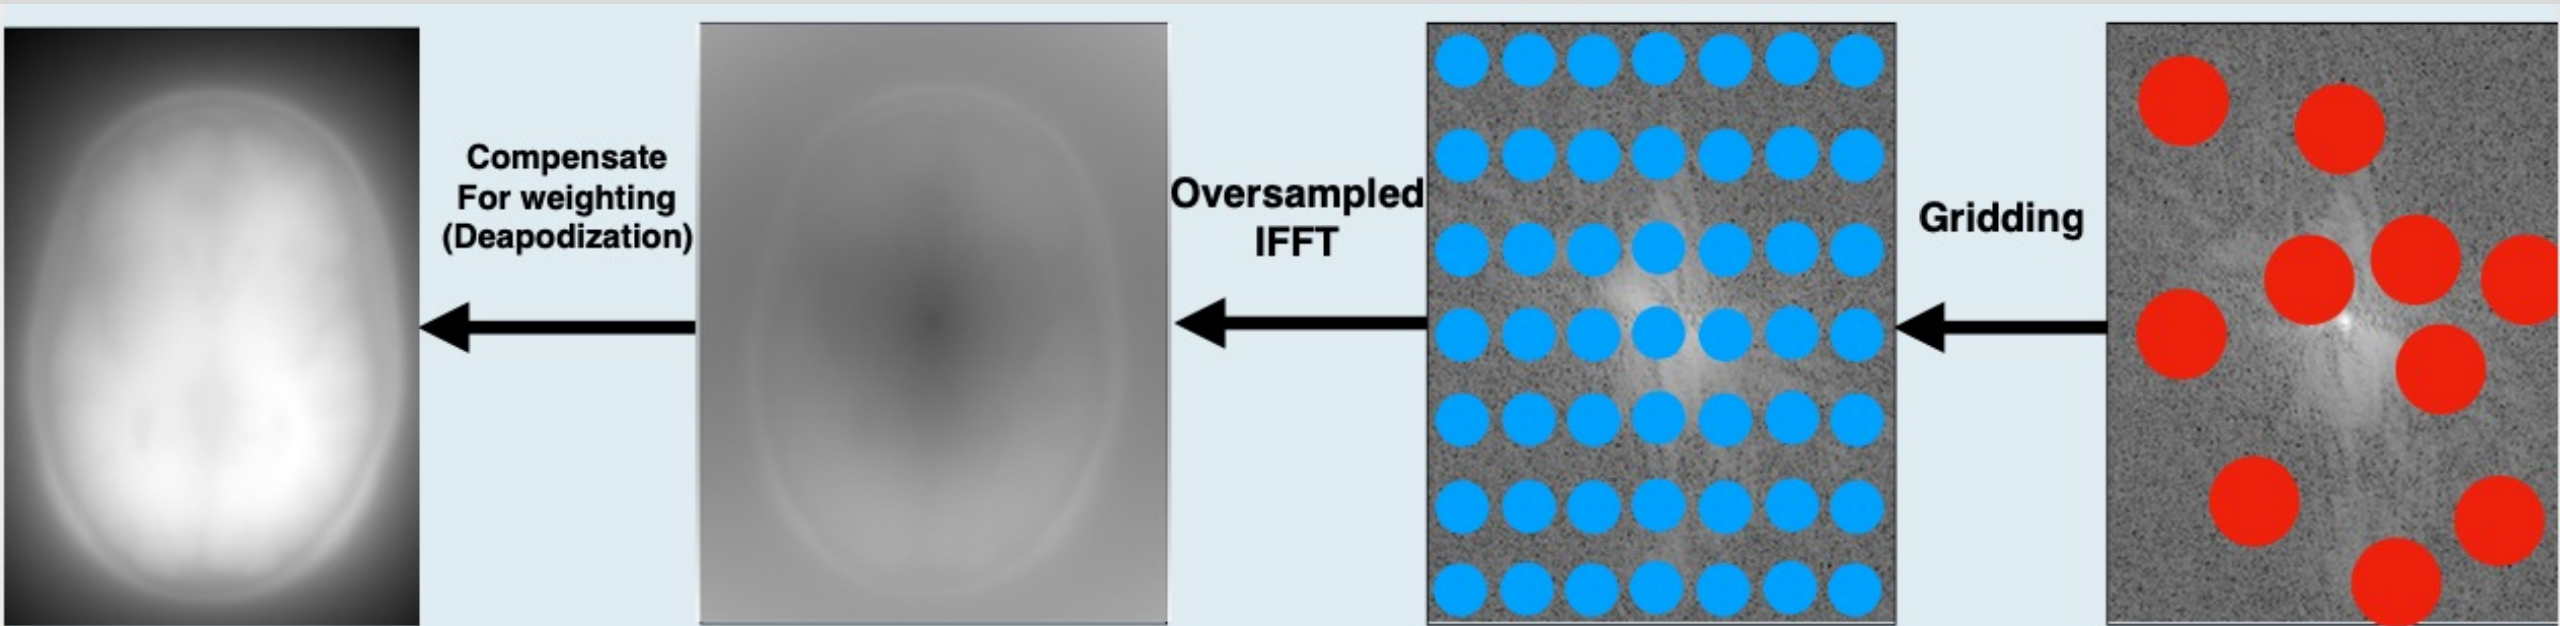 Compensate
For weighting
(Deapodization)
Oversampled
IFFT
Gridding